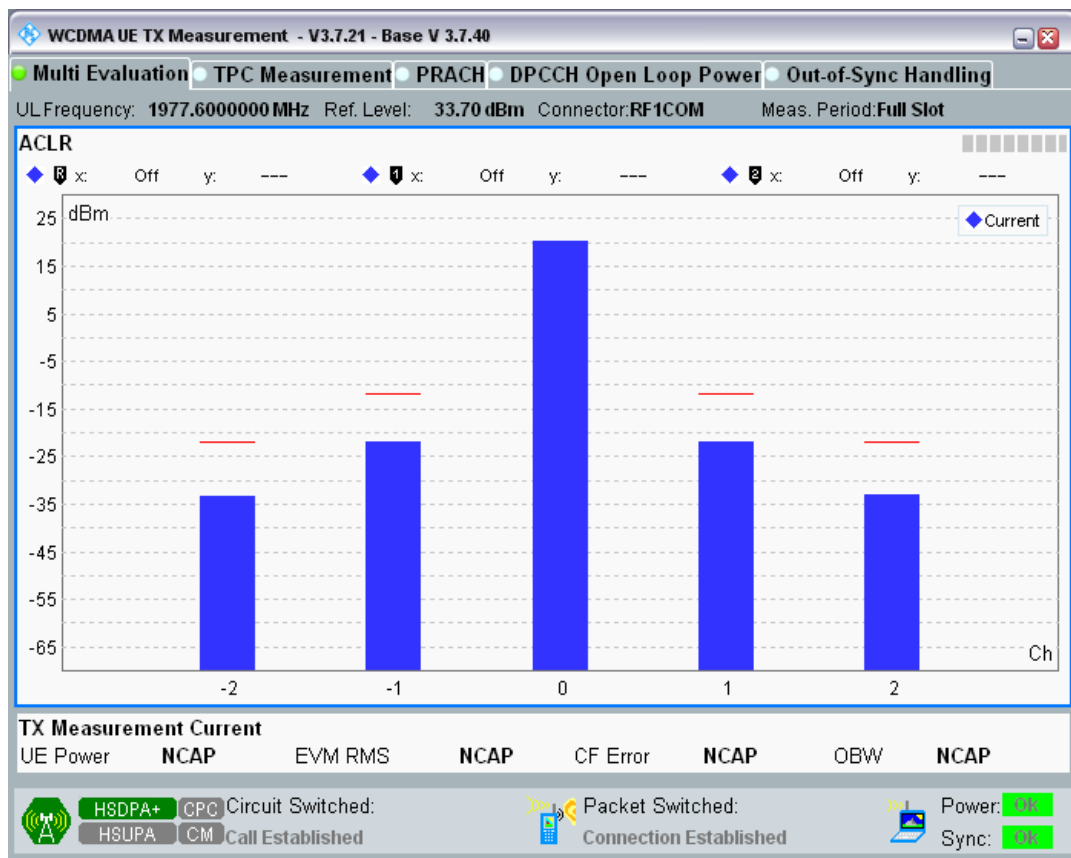 WCDMA UE TX Measurement - V3.7.21 - Base V 3.7.40
Multi Evaluation TPC Measurement PRACH DPCCH Open Loop Power Out-of-Sync Handling
UL Frequency: 1977.6000000 MHz Ref. Level: 33.70 dBm Connector:RF1COM Meas. Period:Full Slot
ACLR
R x: Off y: --- 1 x: Off y: --- 2 x: Off y: ---
dBm
Current
25
15
5
-5
-15
-25
-35
-45
-55
-65
Ch
-2 -1 0 1 2
TX Measurement Current
UE Power NCAP EVM RMS NCAP CF Error NCAP OBW NCAP
HSDPA+ CPC Circuit Switched: Packet Switched: Power: Ok
HSUPA CM Call Established Connection Established Sync: Ok